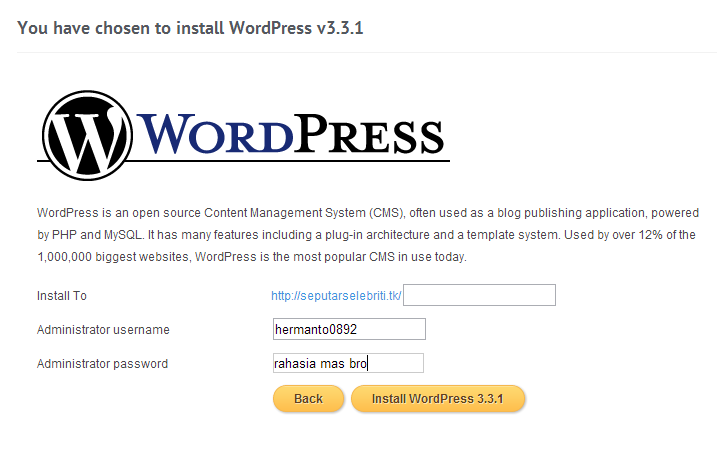 You have chosen to install WordPress v3.3.1
WORDPRESS
WordPress is an open source Content Management System (CMS), often used as a blog publishing application, powered
by PHP and MySQL. It has many features including a plug-in architecture and a template system. Used by over 12% of the
1,000,000 biggest websites, WordPress is the most popular CMS in use today.
Install To http://seputarselebriti.tk/
Administrator username hermanto0892
Administrator password rahasia mas bro
Back Install WordPress 3.3.1